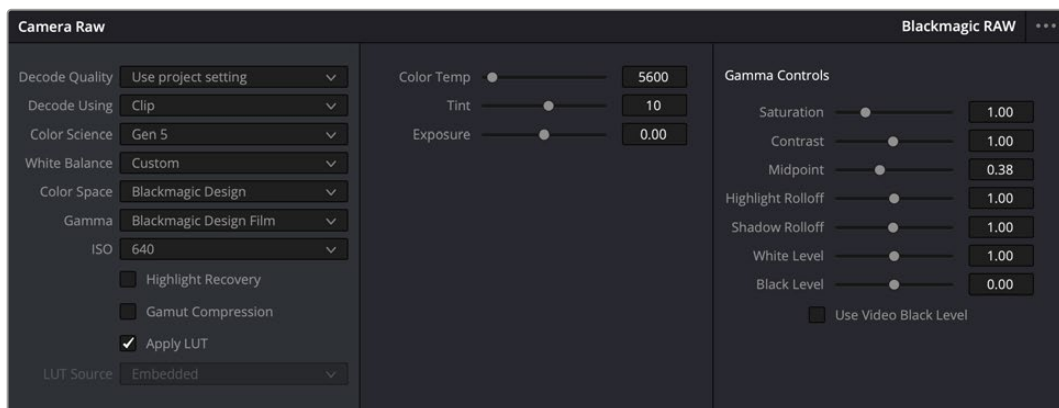 Camera Raw
Blackmagic RAW
Decode Quality Use project setting
Decode Using Clip
Color Science Gen 5
White Balance Custom
Color Space Blackmagic Design
Gamma Blackmagic Design Film
ISO 640
Highlight Recovery
Gamut Compression
Apply LUT
LUT Source Embedded
Color Temp 5600
Tint 10
Exposure 0.00
Gamma Controls
Saturation 1.00
Contrast 1.00
Midpoint 0.38
Highlight Rolloff 1.00
Shadow Rolloff 1.00
White Level 1.00
Black Level 0.00
Use Video Black Level